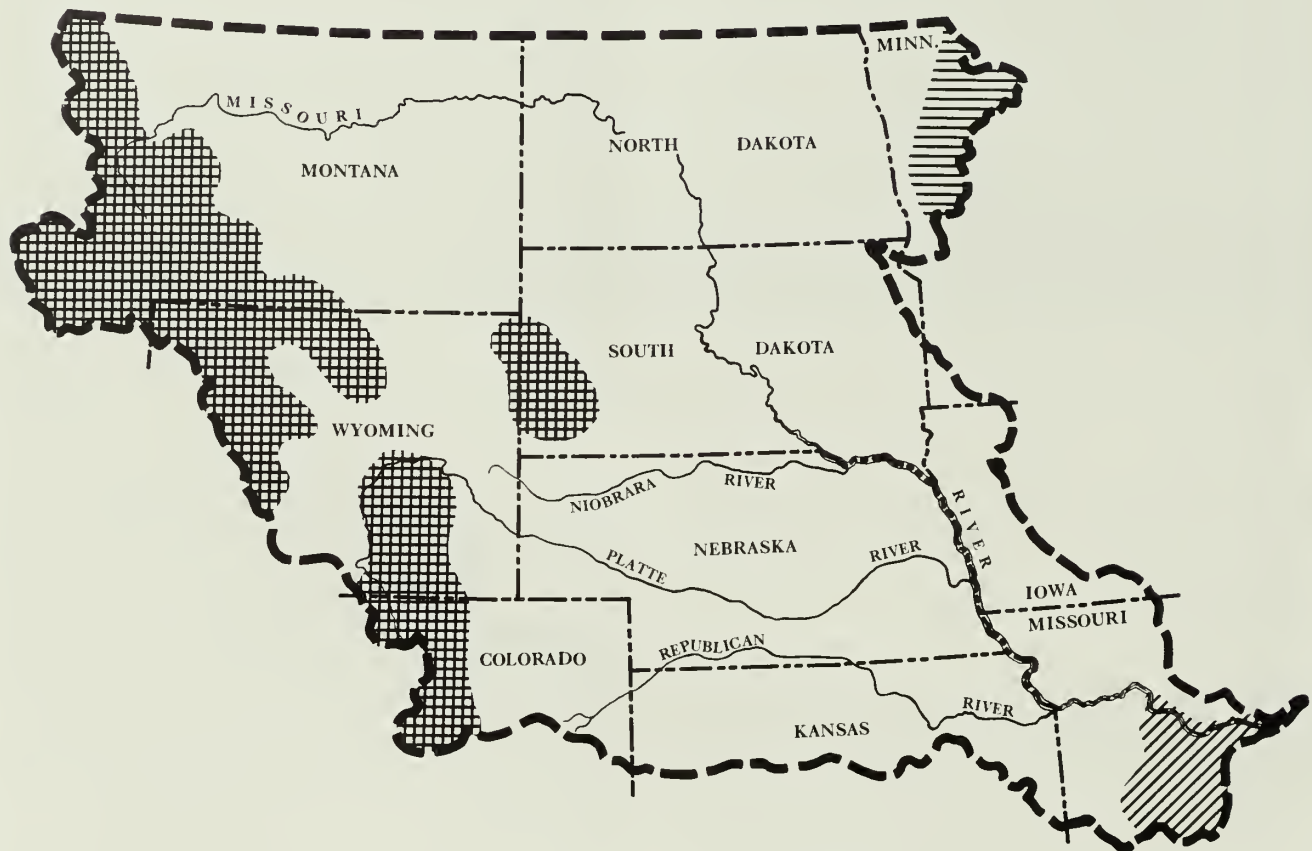 MINN.
MISSOURI
NORTH DAKOTA
MONTANA
SOUTH DAKOTA
WYOMING
NIOBRARA RIVER
RIVER
NEBRASKA
PLATTE RIVER
IOWA
MISSOURI
REPUBLICAN RIVER
COLORADO
KANSAS